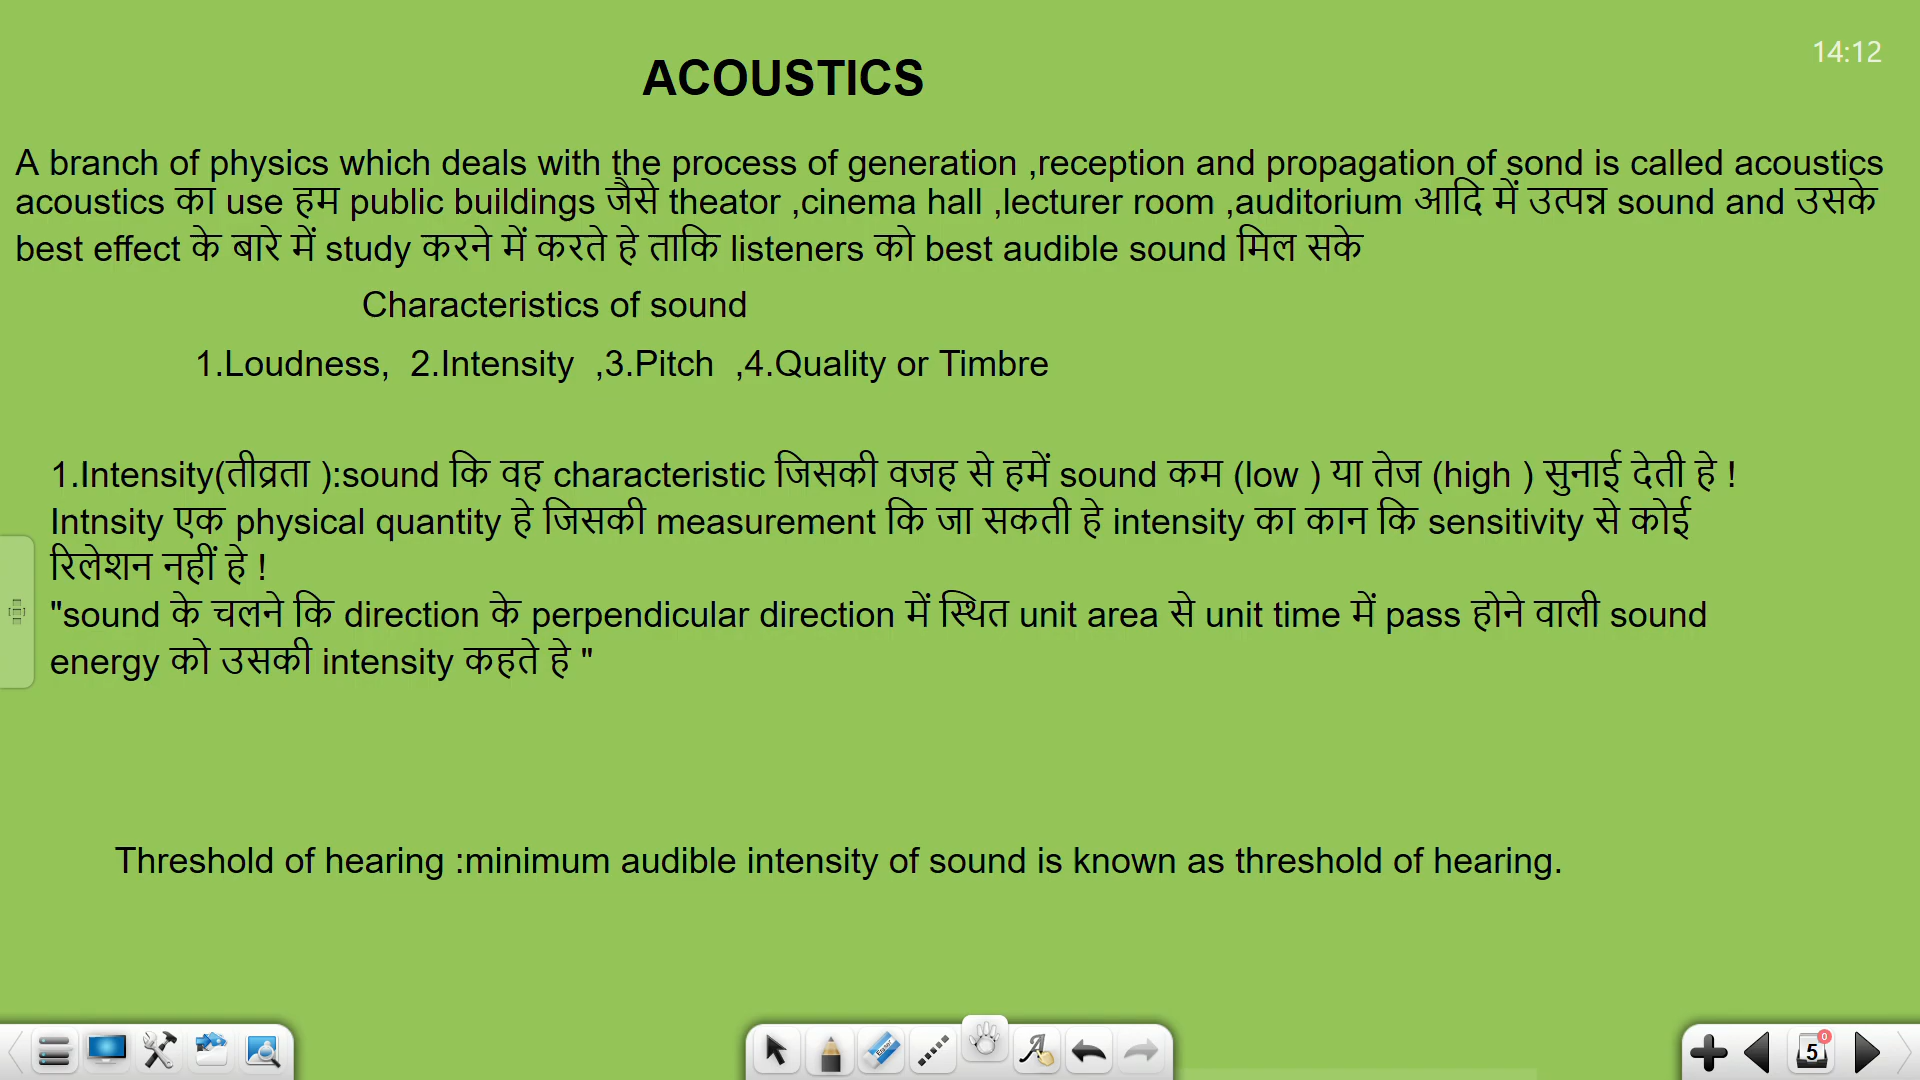 14:12
ACOUSTICS
A branch of physics which deals with the process of generation ,reception and propagation of sond is called acoustics
acoustics का use हम public buildings जैसे theator ,cinema hall ,lecturer room ,auditorium आदि में उत्पन्न sound and उसके
best effect के बारे में study करने में करते हे ताकि listeners को best audible sound मिल सके
Characteristics of sound
1.Loudness, 2.Intensity ,3.Pitch ,4.Quality or Timbre
1.Intensity(तीव्रता ):sound कि वह characteristic जिसकी वजह से हमें sound कम (low ) या तेज (high ) सुनाई देती हे !
Intnsity एक physical quantity हे जिसकी measurement कि जा सकती हे intensity का कान कि sensitivity से कोई
रिलेशन नहीं हे !
"sound के चलने कि direction के perpendicular direction में स्थित unit area से unit time में pass होने वाली sound
energy को उसकी intensity कहते हे "
Threshold of hearing :minimum audible intensity of sound is known as threshold of hearing.
5
0